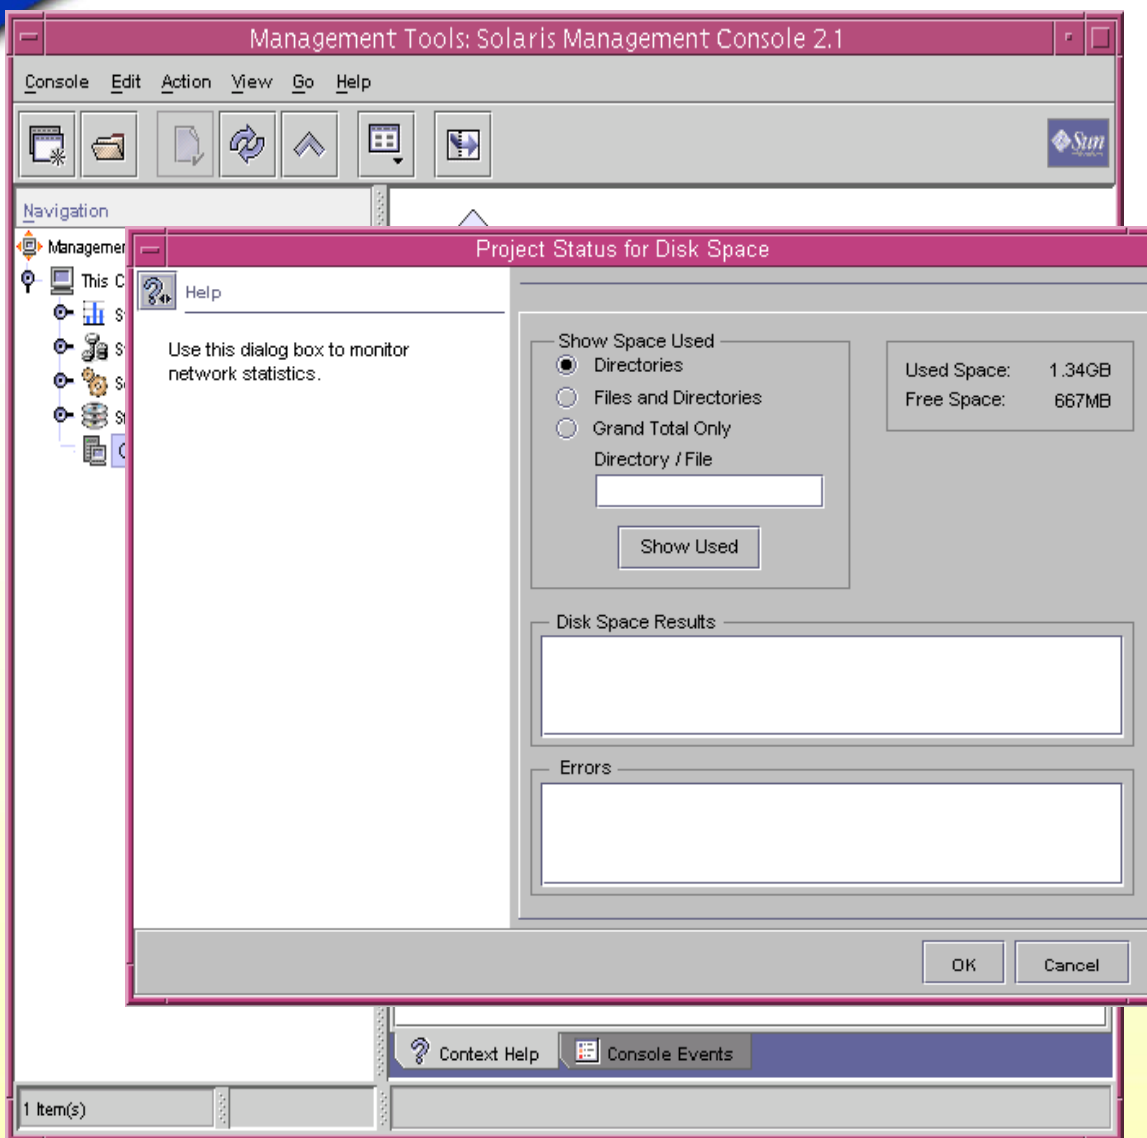 Management Tools: Solaris Management Console 2.1
Console Edit Action View Go Help
Sun
Navigation
This
Project Status for Disk Space
Help
Use this dialog box to monitor
network statistics.
Show Space Used
Directories
Files and Directories
Grand Total Only
Directory / File
Show Used
Used Space: 1.34GB
Free Space: 667MB
Disk Space Results
Errors
OK Cancel
Context Help Console Events
1 Item(s)